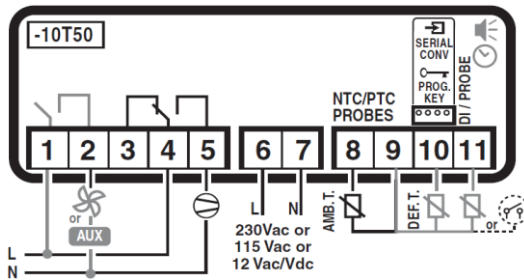 -10T50
SERIAL
CONV
PROG.
KEY
NTC/PTC
PROBES
DI / PROBE
1 2 3 4 5 6 7 8 9 10 11
or
AUX
L
N
L N
230Vac or
115 Vac or
12 Vac/Vdc
AMB. T.
DEF. T.
or